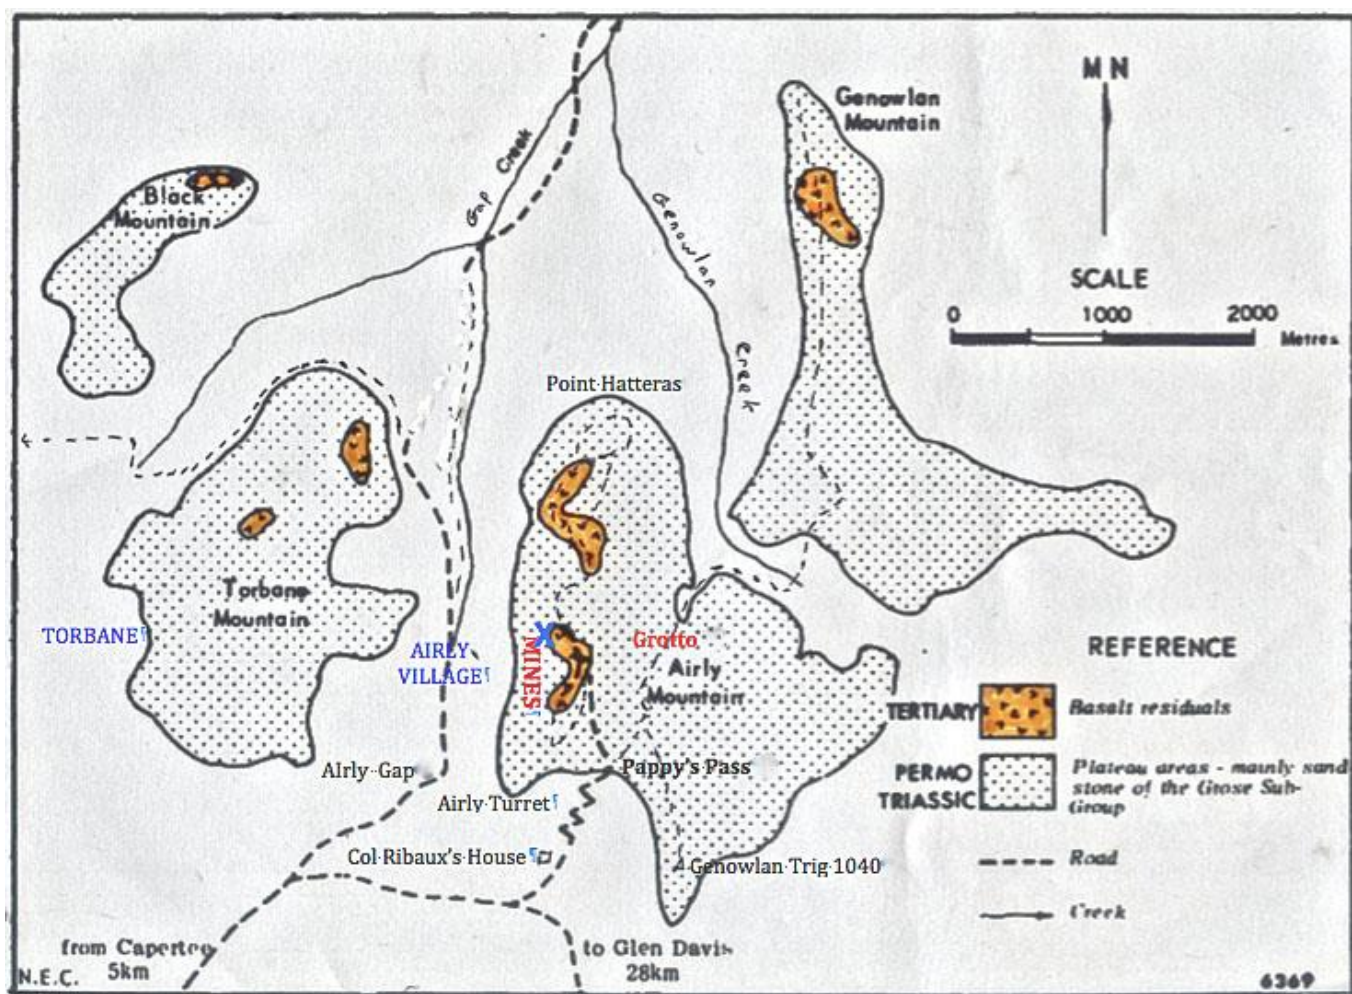 MN
Genowlan
Mountain
Gap Creek
Genowlan
Creek
Black
Mountain
SCALE
0 1000 2000
Metres
Point Hatteras
Torbane
Mountain
TORBANE
AIRLY
VILLAGE
X
MINES
Grotto
Airly
Mountain
REFERENCE
TERTIARY
Basalt residuals
PERMO
TRIASSIC
Plateau areas - mainly sand
stone of the Grose Sub-
Group
Road
Creek
Airly Gap
Pappy's Pass
Airly Turret
Col Ribaux's House
Genowlan Trig 1040
from Capertee
5km
to Glen Davis
28km
N.E.C.
6369